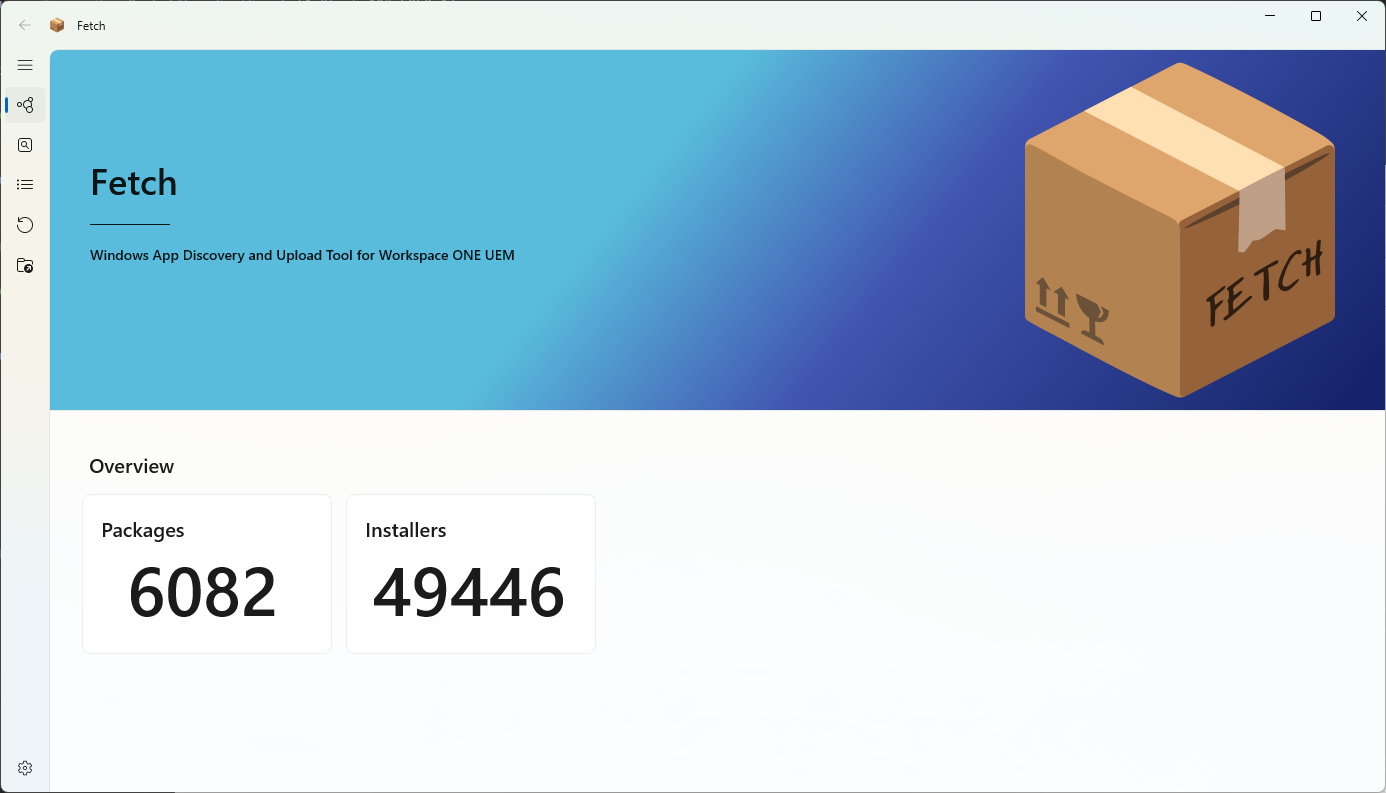 Fetch
Fetch
Windows App Discovery and Upload Tool for Workspace ONE UEM
FETCH
Overview
Packages
Installers
6082
49446